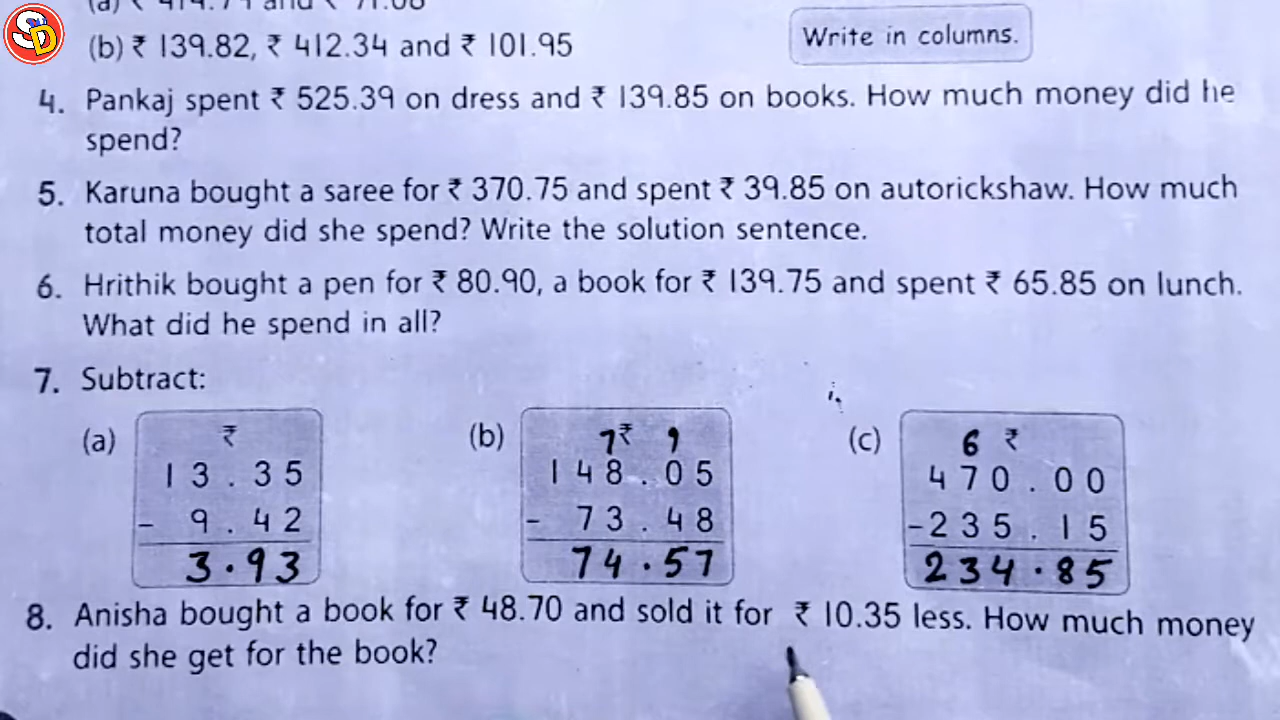 SD
(b) ₹ 139.82, ₹ 412.34 and ₹ 101.95
Write in columns.
4. Pankaj spent ₹ 525.39 on dress and ₹ 139.85 on books. How much money did he
spend?
5. Karuna bought a saree for ₹ 370.75 and spent ₹ 39.85 on autorickshaw. How much
total money did she spend? Write the solution sentence.
6. Hrithik bought a pen for ₹ 80.90, a book for ₹ 139.75 and spent ₹ 65.85 on lunch.
What did he spend in all?
7. Subtract:
(a)
₹
13.35
- 9.42
3.93
(b)
7 ₹ 9
148.05
- 73.48
74.57
(c)
6 ₹
470.00
-235.15
234.85
8. Anisha bought a book for ₹ 48.70 and sold it for ₹ 10.35 less. How much money
did she get for the book?